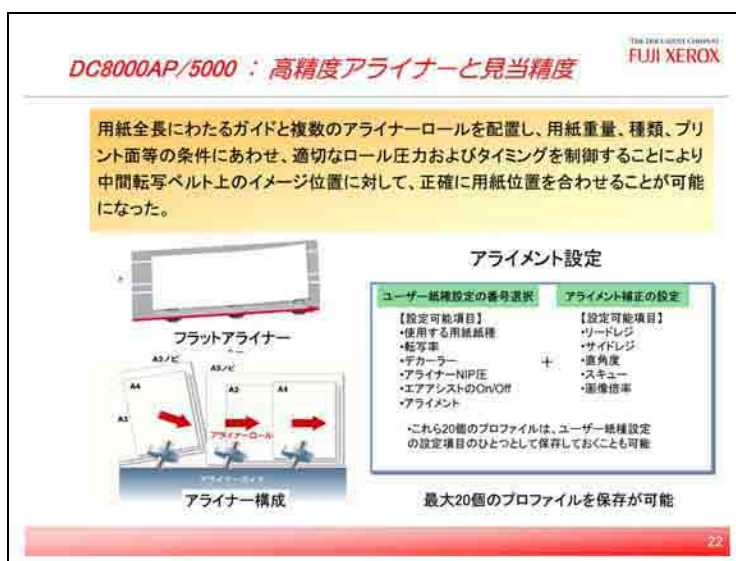 THE DOCUMENT COMPANY
FUJI XEROX
DC8000AP/5000 : 高精度アライナーと見当精度
用紙全長にわたるガイドと複数のアライナーロールを配置し、用紙重量、種類、プリ
ント面等の条件にあわせ、適切なロール圧力およびタイミングを制御することにより
中間転写ベルト上のイメージ位置に対して、正確に用紙位置を合わせることが可能
になった。
フラットアライナー
A3ノビ
A4
A3
A3ノビ
A3
A4
アライナーロール
アライナーガイド
アライナー構成
アライメント設定
ユーザー紙種設定の番号選択
【設定可能項目】
・使用する用紙紙種
・転写率
・デカーラー
・アライナーNIP圧
・エアアシストのOn/Off
・アライメント
+
アライメント補正の設定
【設定可能項目】
・リードレジ
・サイドレジ
・直角度
・スキュー
・画像倍率
・これら20個のプロファイルは、ユーザー紙種設定
の設定項目のひとつとして保存しておくことも可能
最大20個のプロファイルを保存が可能
22